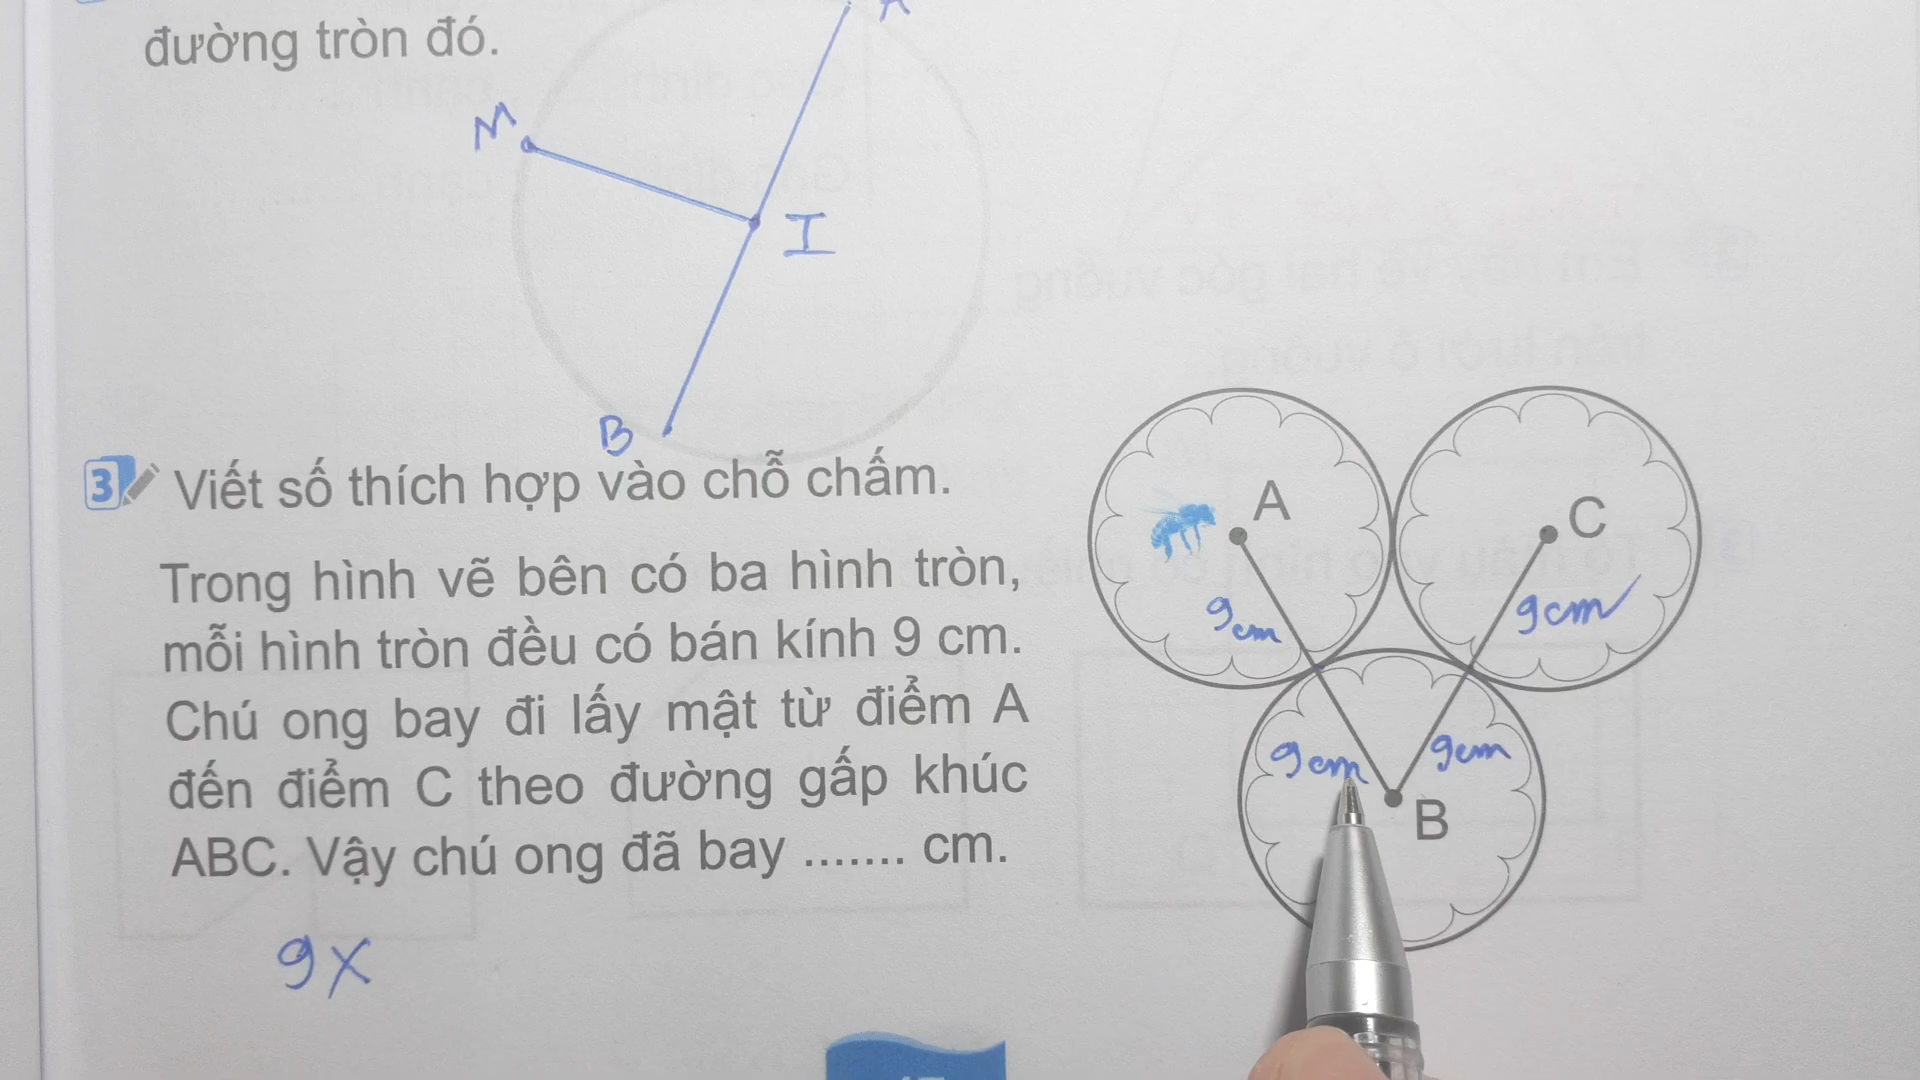 đường tròn đó.
M
I
B
3 Viết số thích hợp vào chỗ chấm.
Trong hình vẽ bên có ba hình tròn,
mỗi hình tròn đều có bán kính 9 cm.
Chú ong bay đi lấy mật từ điểm A
đến điểm C theo đường gấp khúc
ABC. Vậy chú ong đã bay ....... cm.
9 x
A
C
9cm
9cm
9cm
9cm
B